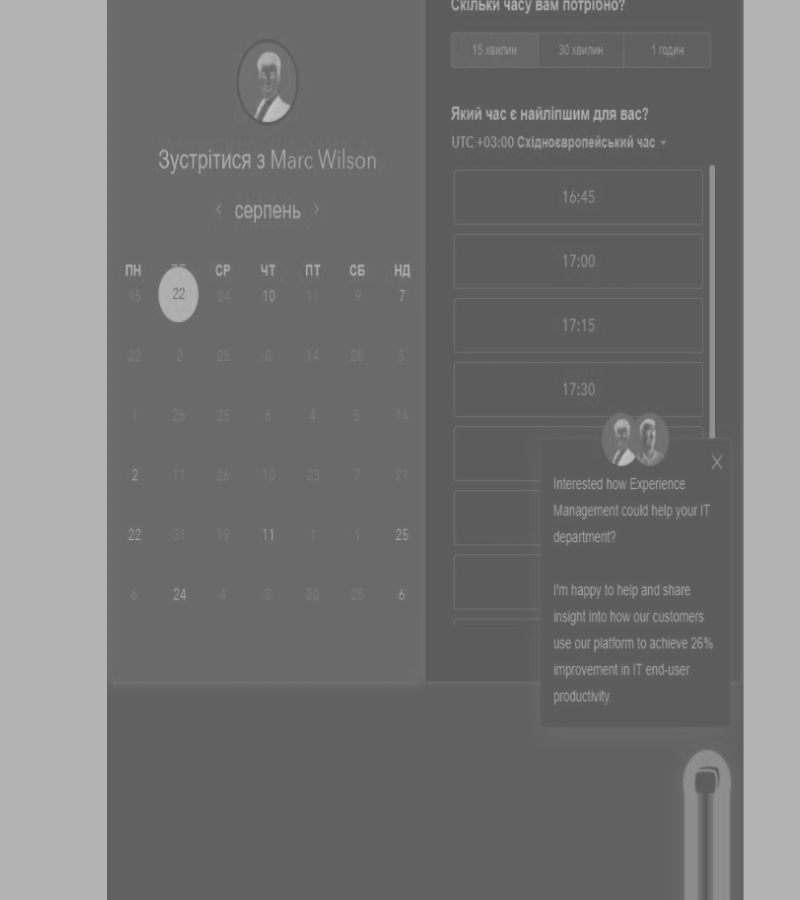 Зустрітися з Marc Wilson
‹ серпень ›
ПН СР ЧТ ПТ СБ НД
15 22 24 10 11 9 7
22 2 25 8 14 28 5
1 26 25 6 4 5 14
2 11 26 10 23 7 21
22 31 19 11 1 1 25
6 24 4 8 20 25 6
Скільки часу вам потрібно?
15 хвилин 30 хвилин 1 годин
Який час є найліпшим для вас?
UTC +03:00 Східноєвропейський час
16:45
17:00
17:15
17:30
Interested how Experience
Management could help your IT
department?
I'm happy to help and share
insight into how our customers
use our platform to achieve 26%
improvement in IT end-user
productivity.